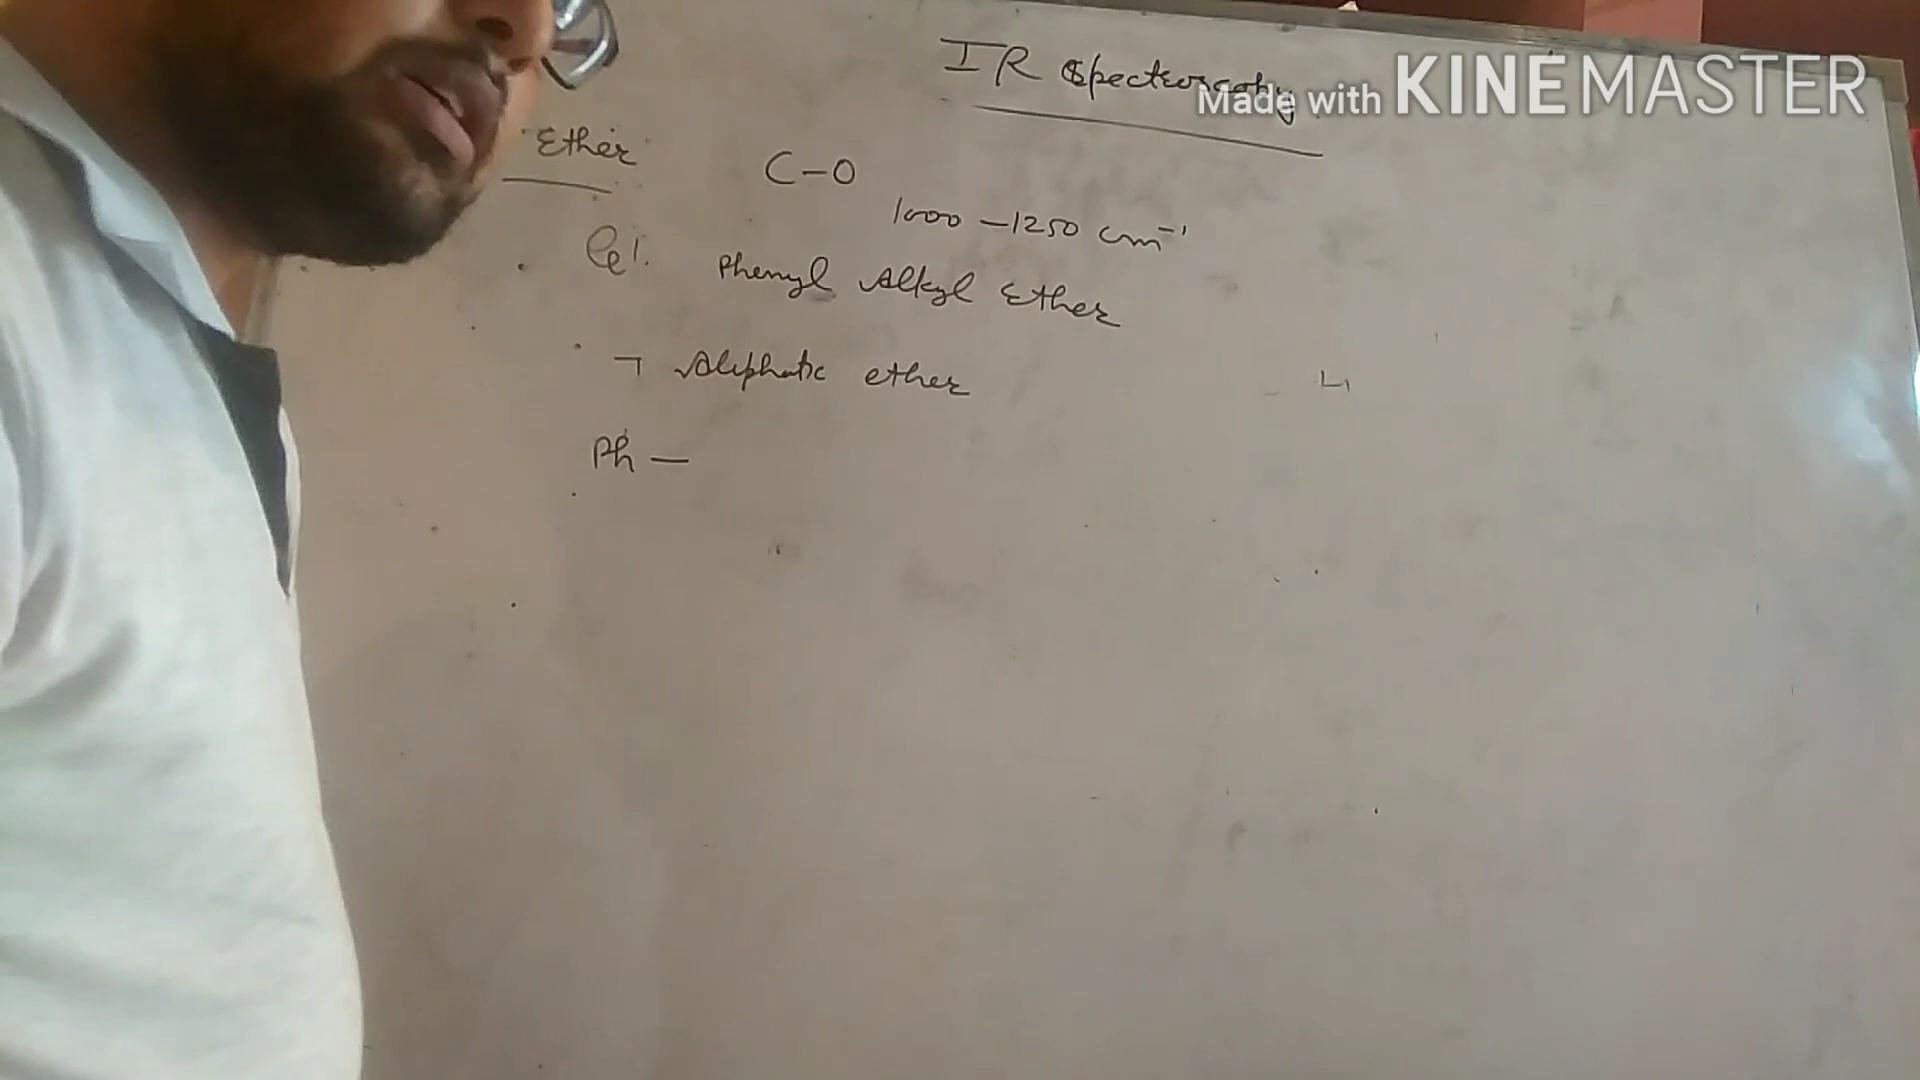 IR Spectroscopy
Made with KINEMASTER
Ether
C-O
1000 - 1250 cm⁻¹
Phenyl Alkyl Ether
Aliphatic ether
Ph —